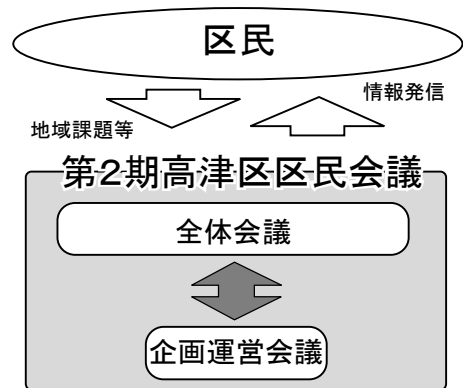 区民
情報発信
地域課題等
第2期高津区区民会議
全体会議
企画運営会議